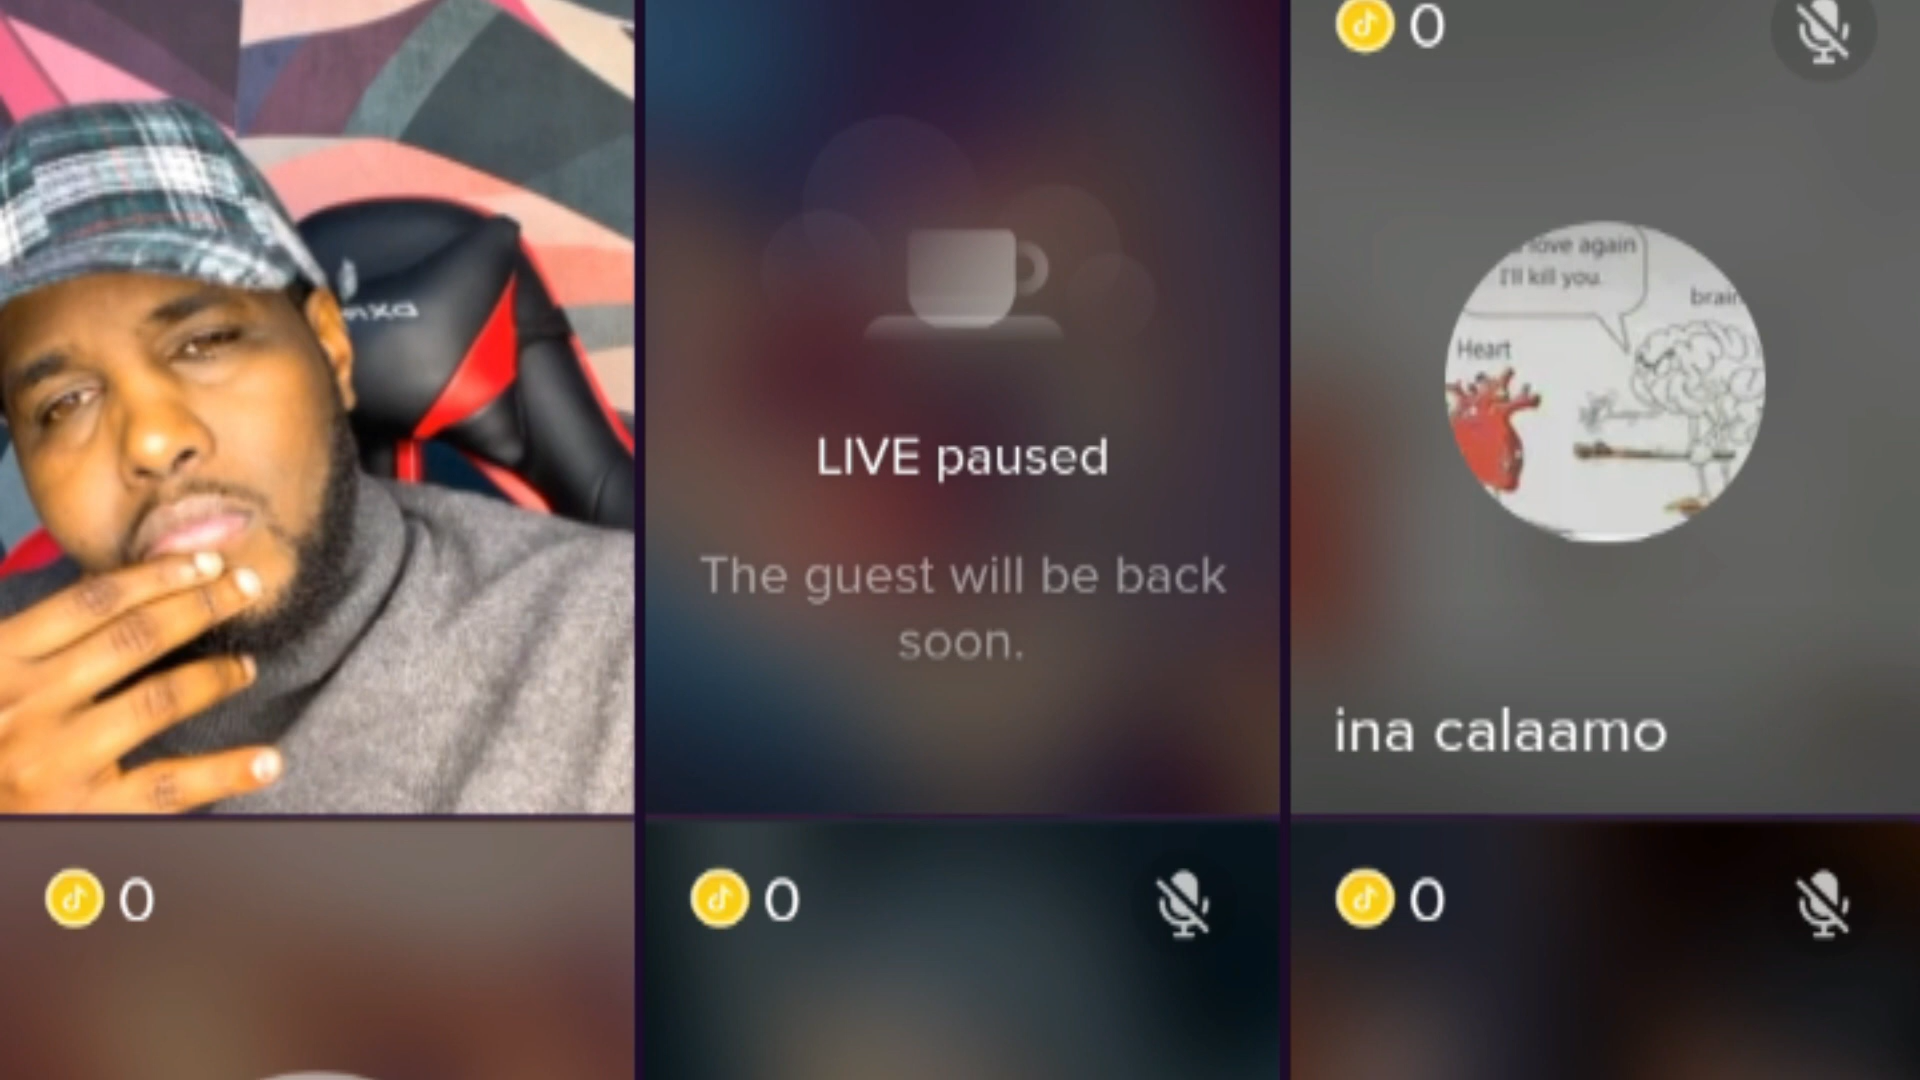 0
LIVE paused
The guest will be back
soon.
love again
I'll kill you.
brain
Heart
ina calaamo
0
0
0